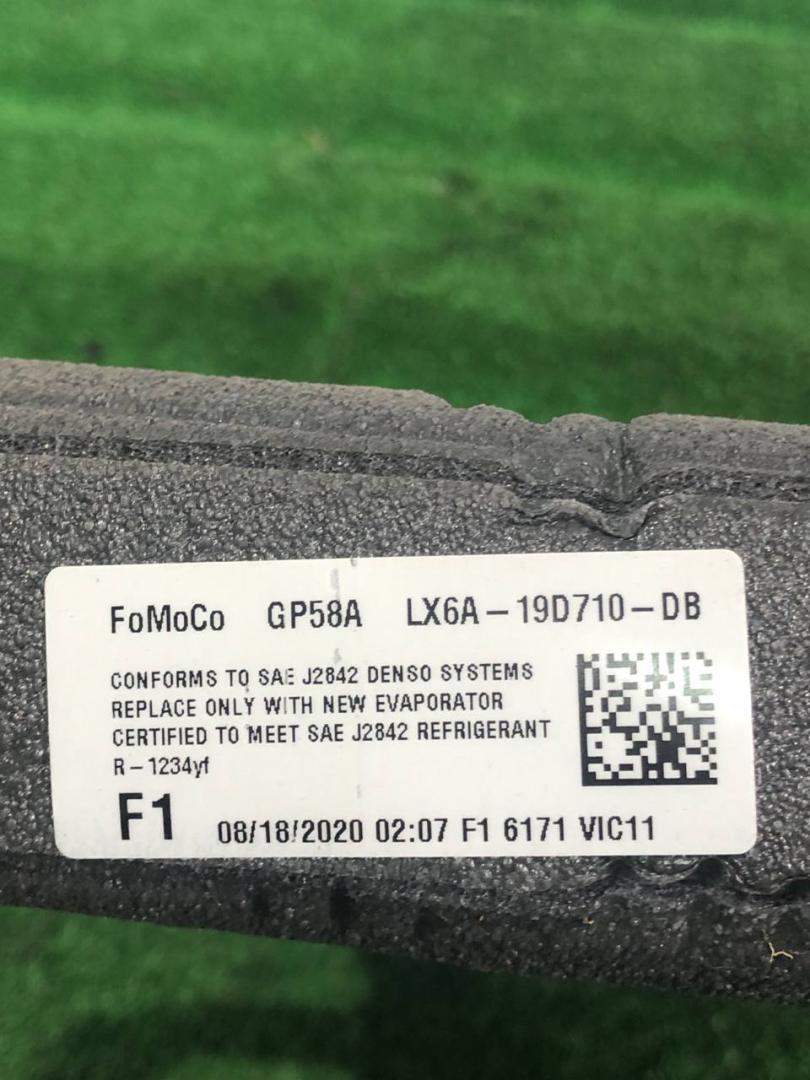 FoMoCo GP58A LX6A-19D710-DB
CONFORMS TO SAE J2842 DENSO SYSTEMS
REPLACE ONLY WITH NEW EVAPORATOR
CERTIFIED TO MEET SAE J2842 REFRIGERANT
R-1234yf
F1 08/18/2020 02:07 F1 6171 VIC11